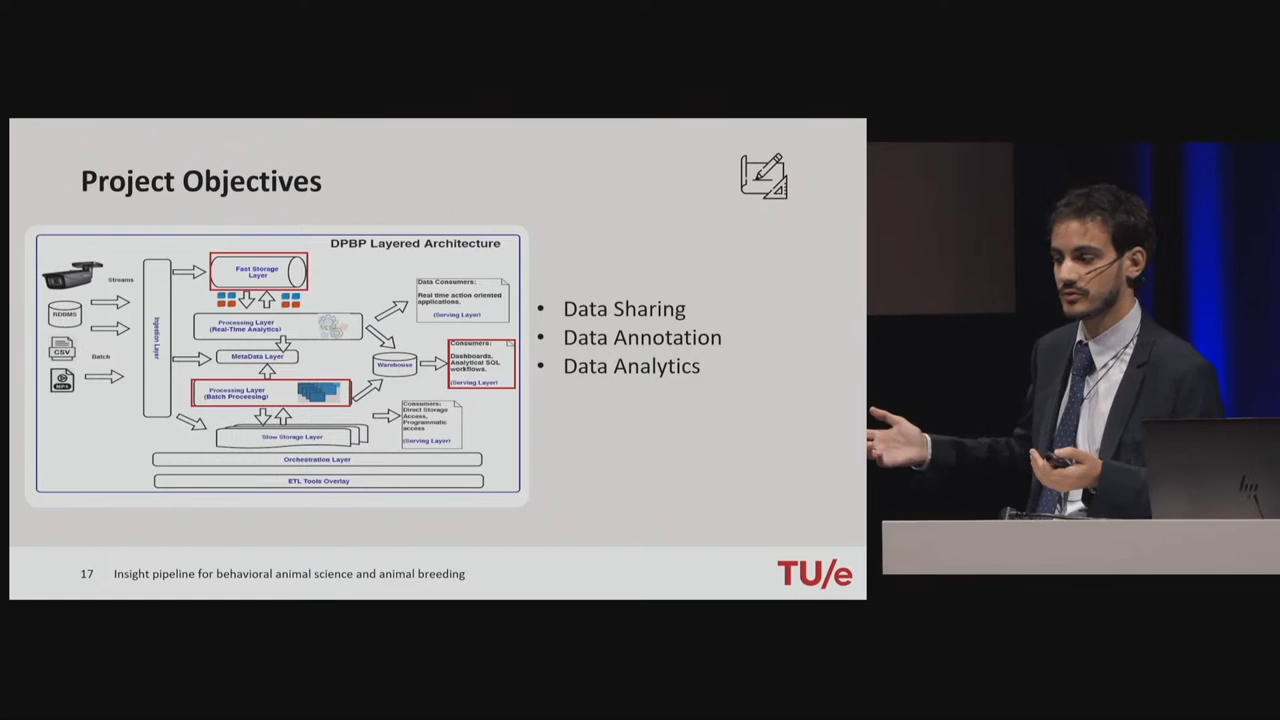 Project Objectives
DPBP Layered Architecture
Streams
RDBMS
CSV
Batch
MP4
Ingestion Layer
Fast Storage
Layer
Processing Layer
(Real-Time Analytics)
MetaData Layer
Processing Layer
(Batch Processing)
Slow Storage Layer
Warehouse
Data Consumers:
Real time action oriented
applications.
(Serving Layer)
Consumers:
Dashboards,
Analytical SQL
workflows.
(Serving Layer)
Consumers:
Direct Storage
Access,
Programmatic
access
(Serving Layer)
Orchestration Layer
ETL Tools Overlay
• Data Sharing
• Data Annotation
• Data Analytics
17 Insight pipeline for behavioral animal science and animal breeding
TU/e
hp